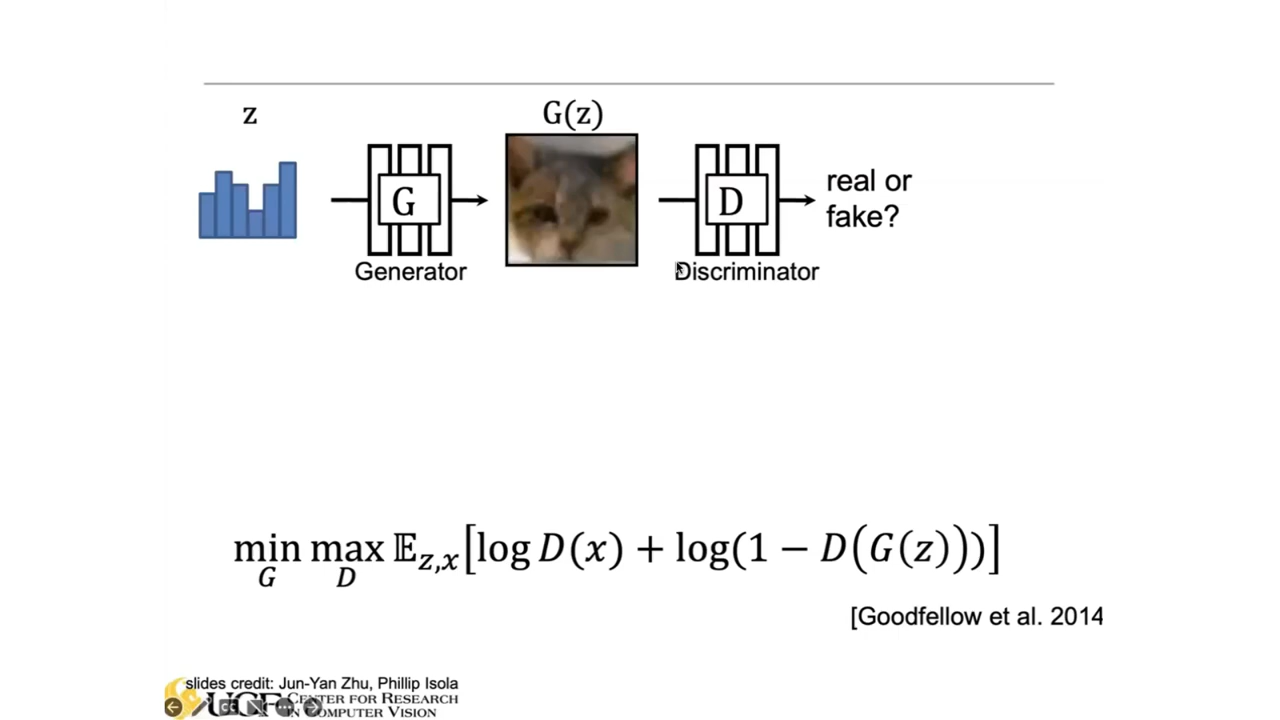 z
G(z)
G
D
real or
fake?
Generator
Discriminator
min max 𝔼z,x[log D(x) + log(1 − D(G(z)))]
G D
[Goodfellow et al. 2014
slides credit: Jun-Yan Zhu, Phillip Isola
UCF CENTER FOR RESEARCH
IN COMPUTER VISION